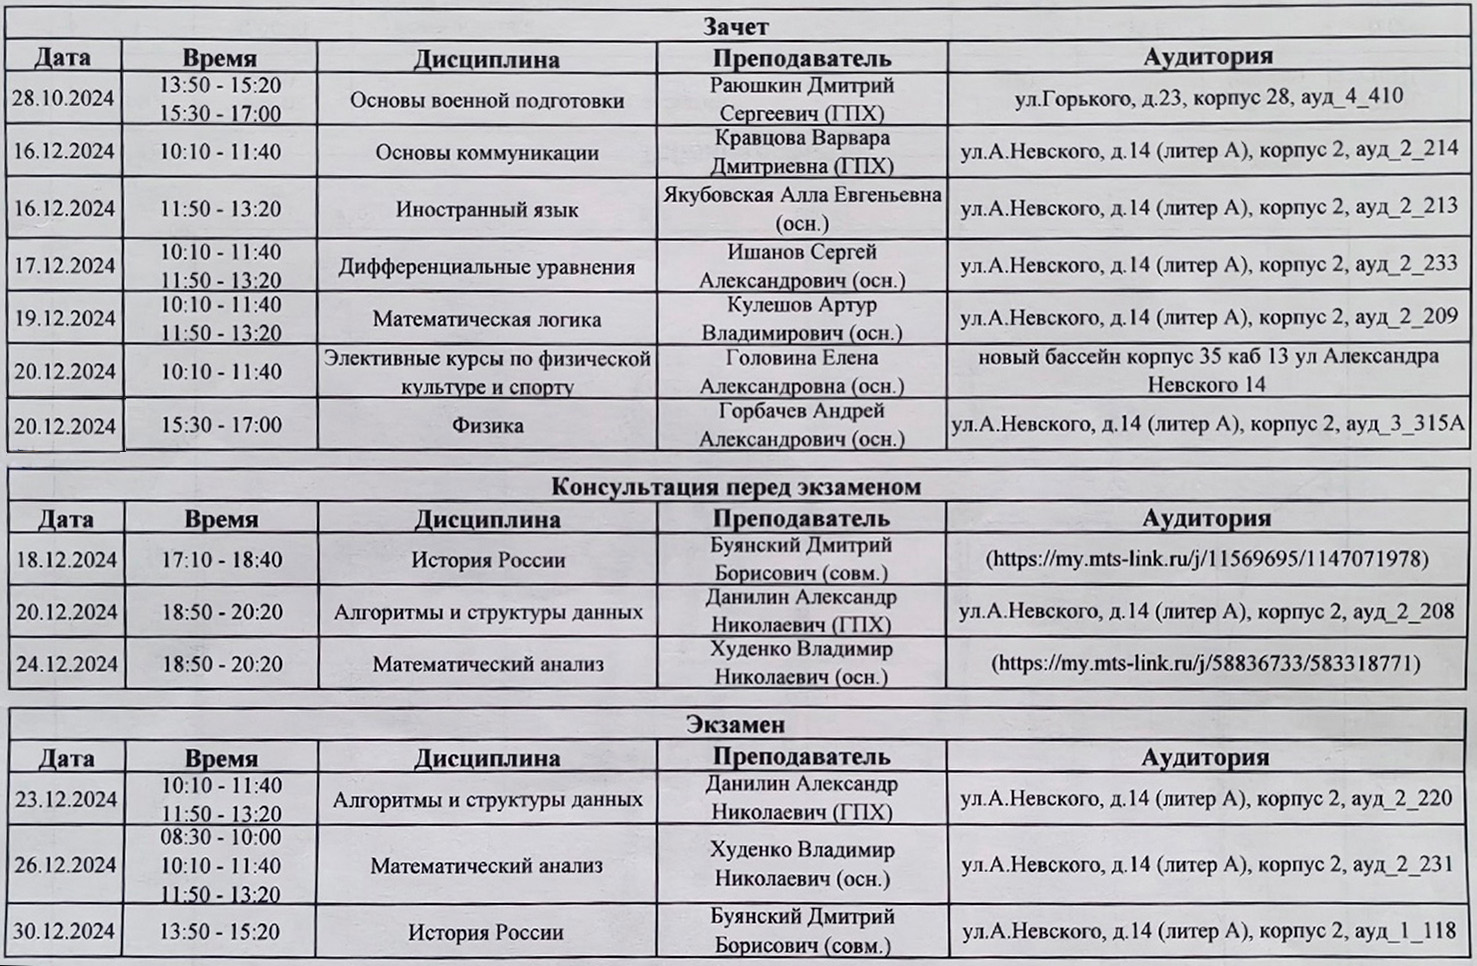 Зачет
Дата Время Дисциплина Преподаватель Аудитория
28.10.2024 13:50 - 15:20 15:30 - 17:00 Основы военной подготовки Раюшкин Дмитрий Сергеевич (ГПХ) ул.Горького, д.23, корпус 28, ауд_4_410
16.12.2024 10:10 - 11:40 Основы коммуникации Кравцова Варвара Дмитриевна (ГПХ) ул.А.Невского, д.14 (литер А), корпус 2, ауд_2_214
16.12.2024 11:50 - 13:20 Иностранный язык Якубовская Алла Евгеньевна (осн.) ул.А.Невского, д.14 (литер А), корпус 2, ауд_2_213
17.12.2024 10:10 - 11:40 11:50 - 13:20 Дифференциальные уравнения Ишанов Сергей Александрович (осн.) ул.А.Невского, д.14 (литер А), корпус 2, ауд_2_233
19.12.2024 10:10 - 11:40 11:50 - 13:20 Математическая логика Кулешов Артур Владимирович (осн.) ул.А.Невского, д.14 (литер А), корпус 2, ауд_2_209
20.12.2024 10:10 - 11:40 Элективные курсы по физической культуре и спорту Головина Елена Александровна (осн.) новый бассейн корпус 35 каб 13 ул Александра Невского 14
20.12.2024 15:30 - 17:00 Физика Горбачев Андрей Александрович (осн.) ул.А.Невского, д.14 (литер А), корпус 2, ауд_3_315А
Консультация перед экзаменом
Дата Время Дисциплина Преподаватель Аудитория
18.12.2024 17:10 - 18:40 История России Буянский Дмитрий Борисович (совм.) (https://my.mts-link.ru/j/11569695/1147071978)
20.12.2024 18:50 - 20:20 Алгоритмы и структуры данных Данилин Александр Николаевич (ГПХ) ул.А.Невского, д.14 (литер А), корпус 2, ауд_2_208
24.12.2024 18:50 - 20:20 Математический анализ Худенко Владимир Николаевич (осн.) (https://my.mts-link.ru/j/58836733/583318771)
Экзамен
Дата Время Дисциплина Преподаватель Аудитория
23.12.2024 10:10 - 11:40 11:50 - 13:20 Алгоритмы и структуры данных Данилин Александр Николаевич (ГПХ) ул.А.Невского, д.14 (литер А), корпус 2, ауд_2_220
26.12.2024 08:30 - 10:00 10:10 - 11:40 11:50 - 13:20 Математический анализ Худенко Владимир Николаевич (осн.) ул.А.Невского, д.14 (литер А), корпус 2, ауд_2_231
30.12.2024 13:50 - 15:20 История России Буянский Дмитрий Борисович (совм.) ул.А.Невского, д.14 (литер А), корпус 2, ауд_1_118